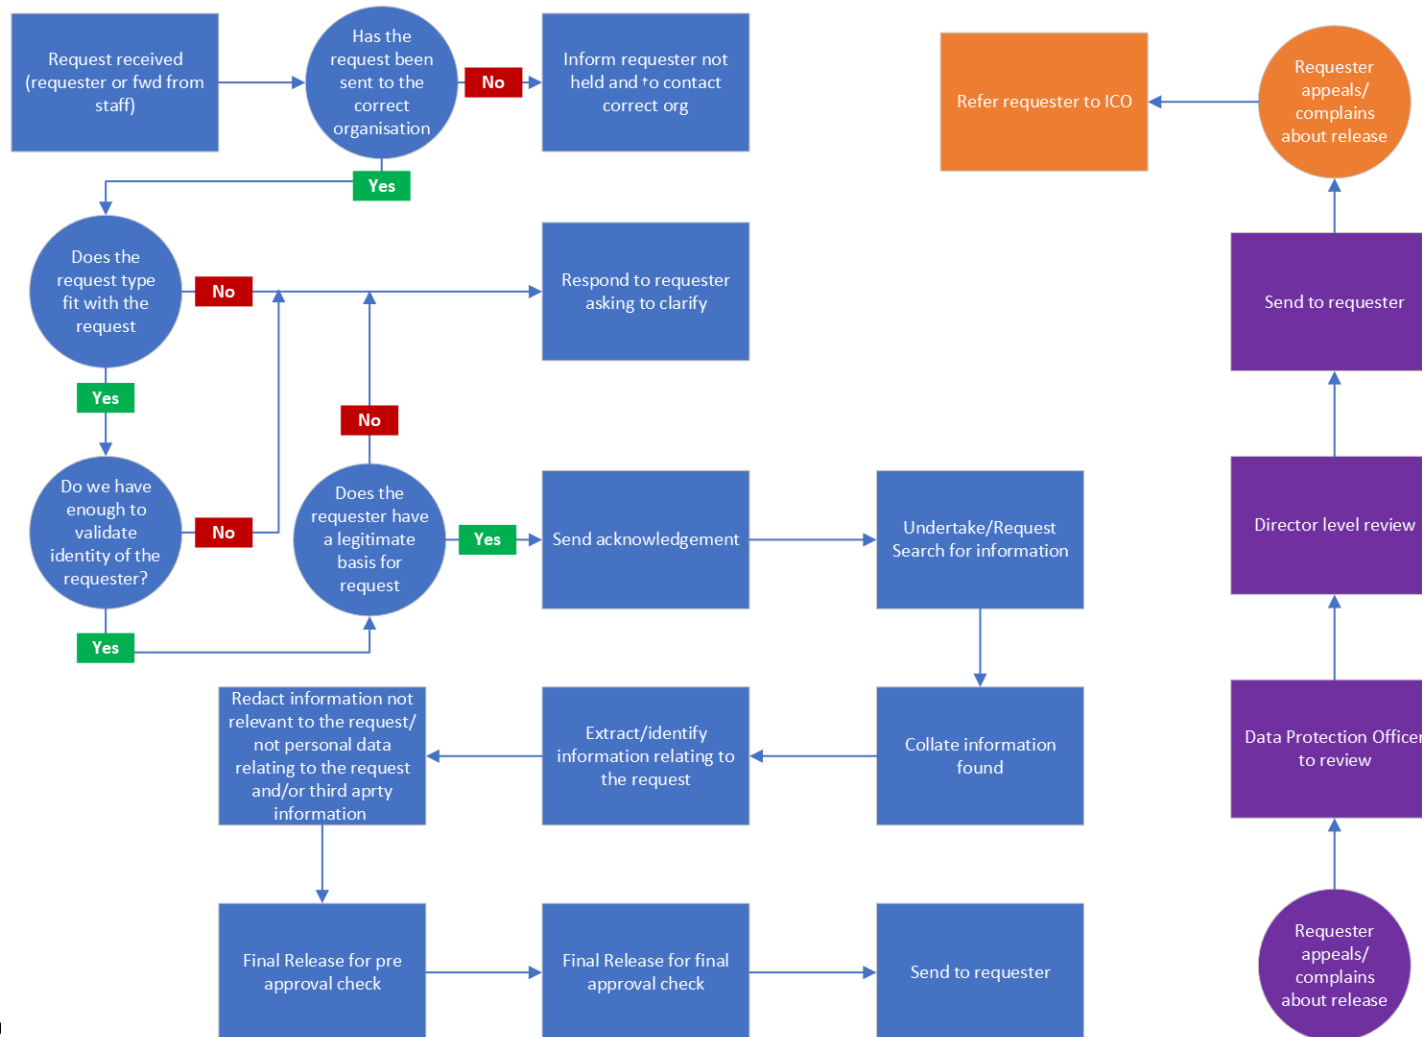 Request received
(requester or fwd from
staff)
Has the
request been
sent to the
correct
organisation
No
Inform requester not
held and to contact
correct org
Yes
Does the
request type
fit with the
request
No
Respond to requester
asking to clarify
Yes
Do we have
enough to
validate
identity of the
requester?
No
Yes
No
Does the
requester have
a legitimate
basis for
request
Yes
Send acknowledgement
Undertake/Request
Search for information
Collate information
found
Extract/identify
information relating to
the request
Redact information not
relevant to the request/
not personal data
relating to the request
and/or third aprty
information
Final Release for pre
approval check
Final Release for final
approval check
Send to requester
Requester
appeals/
complains
about release
Data Protection Officer
to review
Director level review
Send to requester
Requester
appeals/
complains
about release
Refer requester to ICO